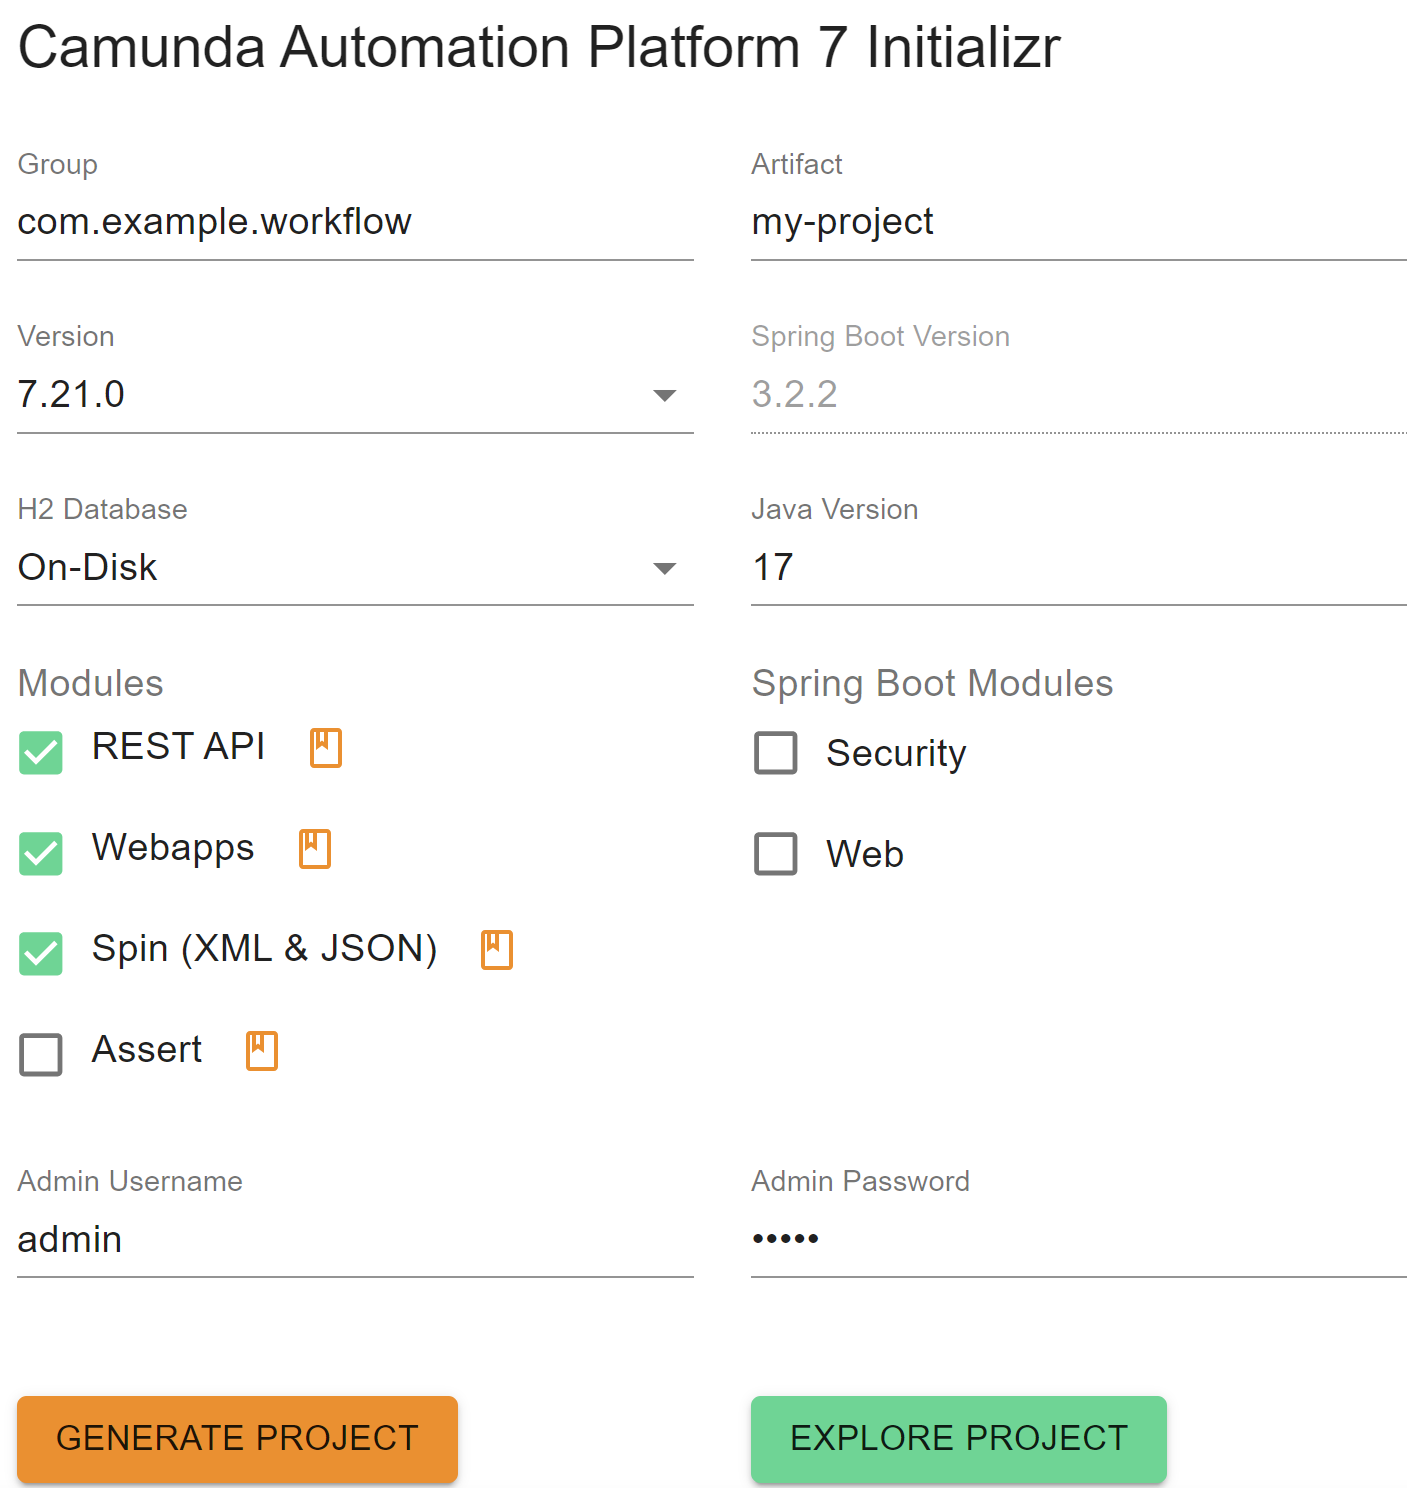 Camunda Automation Platform 7 Initializr
Group
com.example.workflow
Artifact
my-project
Version
7.21.0
Spring Boot Version
3.2.2
H2 Database
On-Disk
Java Version
17
Modules
REST API
Webapps
Spin (XML & JSON)
Assert
Spring Boot Modules
Security
Web
Admin Username
admin
Admin Password
•••••
GENERATE PROJECT
EXPLORE PROJECT